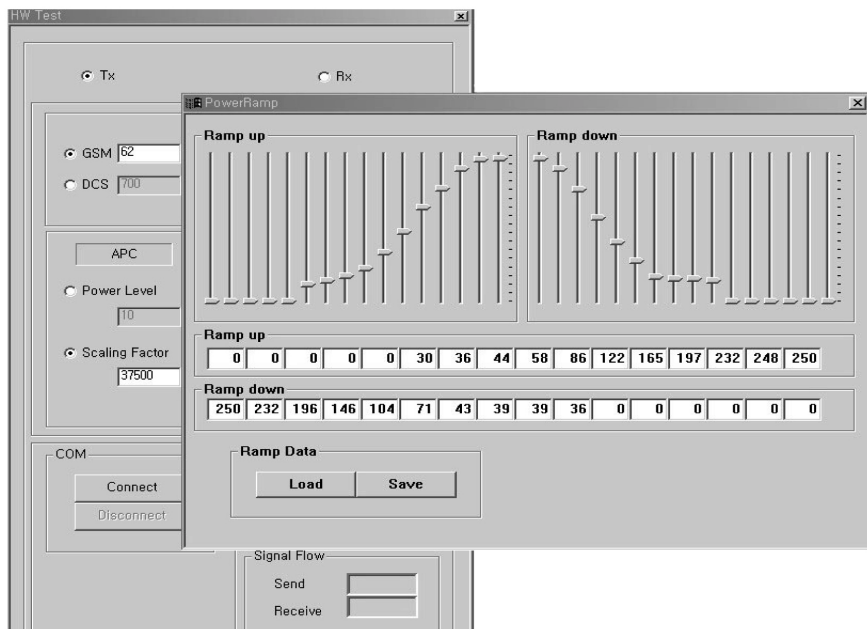 HW Test
Tx
Rx
PowerRamp
Ramp up
Ramp down
GSM 62
DCS 700
APC
Power Level
10
Scaling Factor
37500
Ramp up
0 0 0 0 0 30 36 44 58 86 122 165 197 232 248 250
Ramp down
250 232 196 146 104 71 43 39 39 36 0 0 0 0 0 0
COM
Connect
Disconnect
Ramp Data
Load Save
Signal Flow
Send
Receive